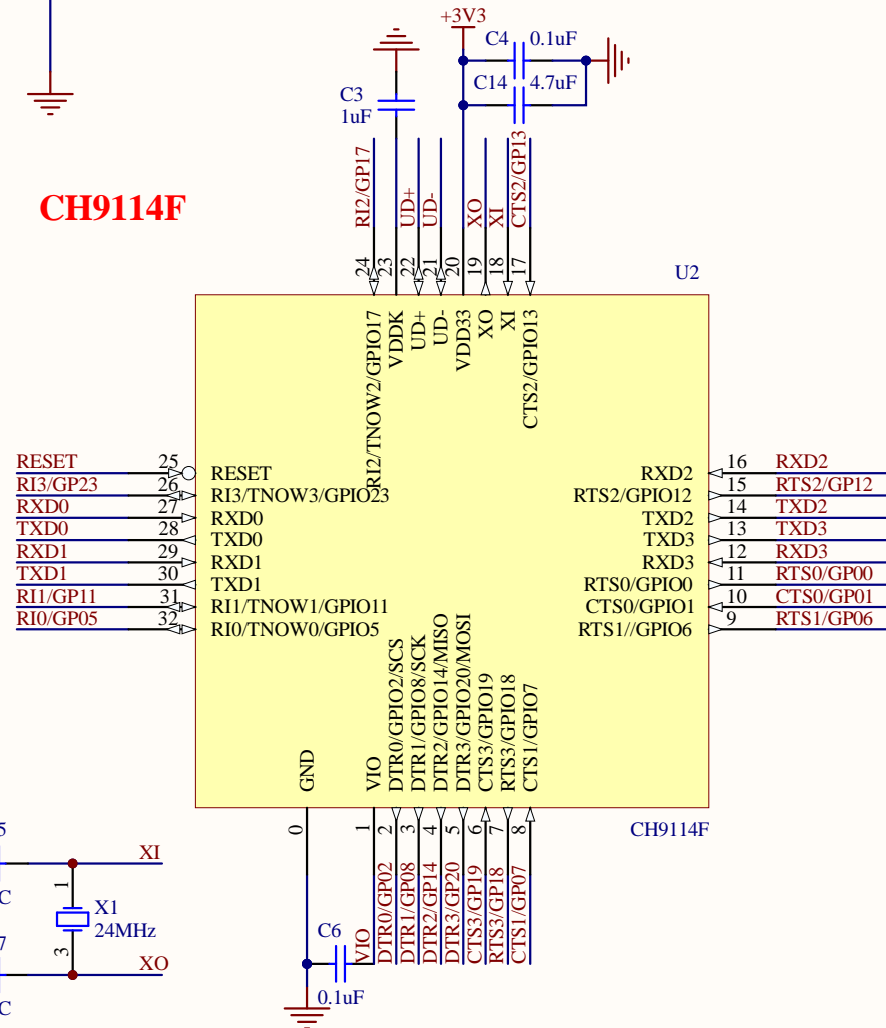 +3V3
C4 0.1uF
C14 4.7uF
C3
1uF
CH9114F
RI2/GP17
UD+
UD-
XO
XI
CTS2/GP13
24
23
22
21
20
19
18
17
U2
RI2/TNOW2/GPIO17
VDDK
UD+
UD-
VDD33
XO
XI
CTS2/GPIO13
RESET 25 RESET
RI3/GP23 26 RI3/TNOW3/GPIO23
RXD0 27 RXD0
TXD0 28 TXD0
RXD1 29 RXD1
TXD1 30 TXD1
RI1/GP11 31 RI1/TNOW1/GPIO11
RI0/GP05 32 RI0/TNOW0/GPIO5
RXD2 16 RXD2
RTS2/GPIO12 15 RTS2/GP12
TXD2 14 TXD2
TXD3 13 TXD3
RXD3 12 RXD3
RTS0/GPIO0 11 RTS0/GP00
CTS0/GPIO1 10 CTS0/GP01
RTS1//GPIO6 9 RTS1/GP06
GND
VIO
DTR0/GPIO2/SCS
DTR1/GPIO8/SCK
DTR2/GPIO14/MISO
DTR3/GPIO20/MOSI
CTS3/GPIO19
RTS3/GPIO18
CTS1/GPIO7
0
1
2
3
4
5
6
7
8
CH9114F
VIO
DTR0/GP02
DTR1/GP08
DTR2/GP14
DTR3/GP20
CTS3/GP19
RTS3/GP18
CTS1/GP07
C6
0.1uF
5
XI
C
1
X1
24MHz
7
3
XO
C